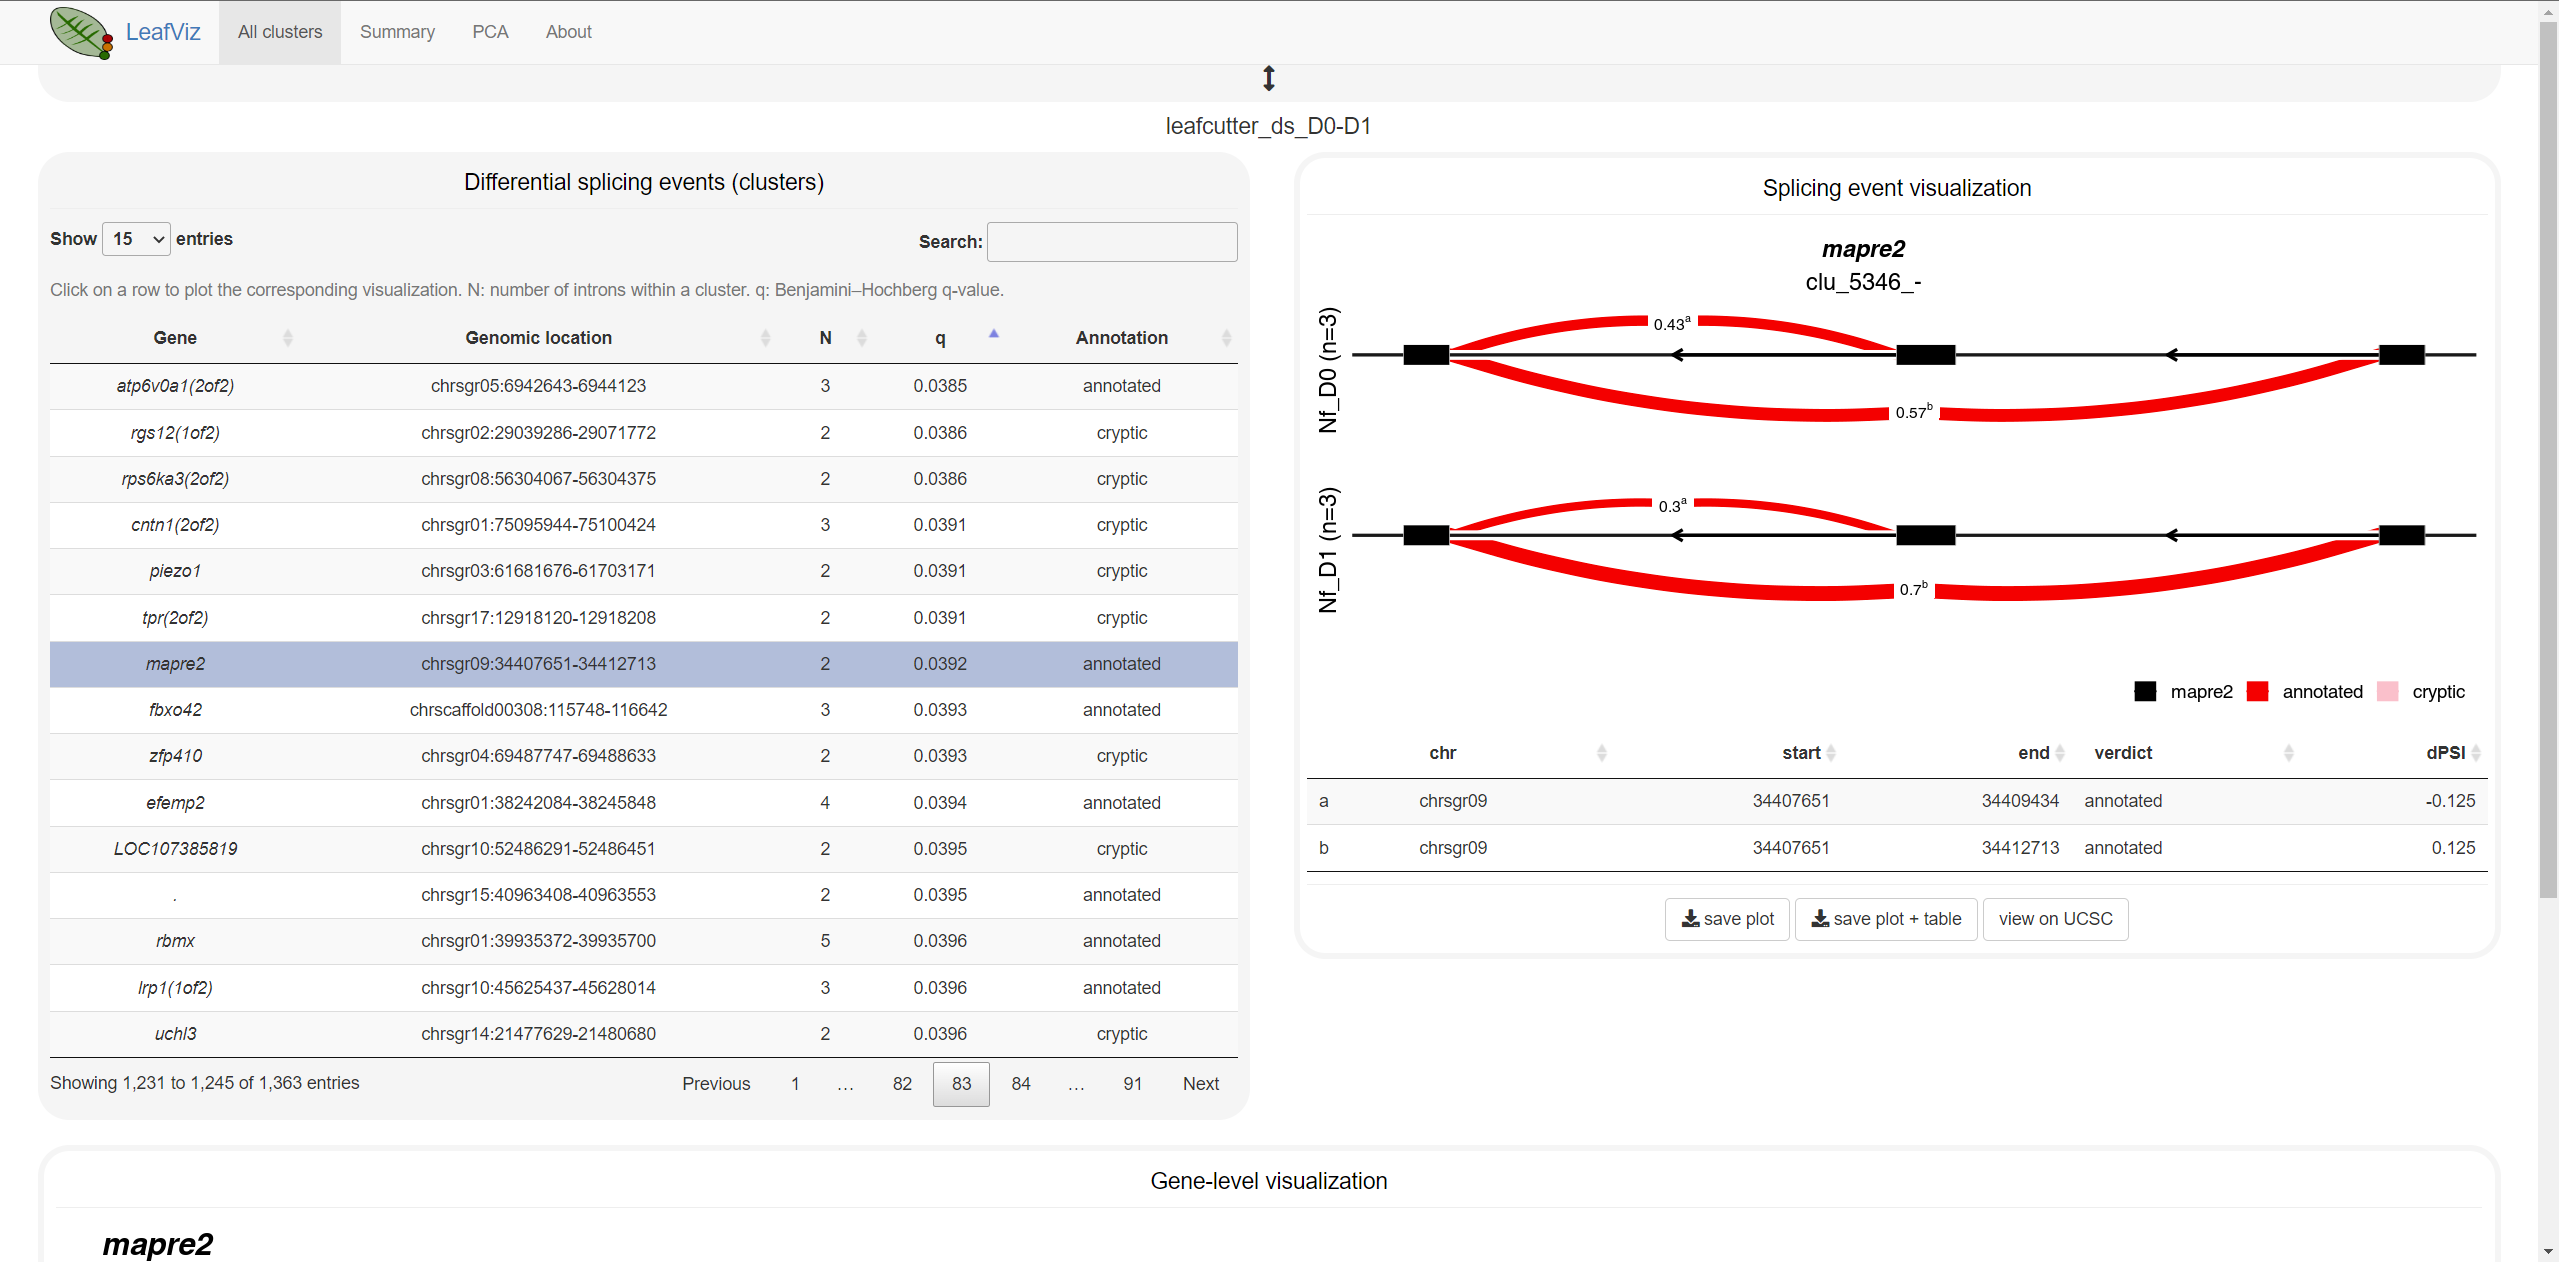 LeafViz All clusters Summary PCA About
leafcutter_ds_D0-D1
Differential splicing events (clusters)
Show 15 entries Search:
Click on a row to plot the corresponding visualization. N: number of introns within a cluster. q: Benjamini–Hochberg q-value.
Gene Genomic location N q Annotation
atp6v0a1(2of2) chrsgr05:6942643-6944123 3 0.0385 annotated
rgs12(1of2) chrsgr02:29039286-29071772 2 0.0386 cryptic
rps6ka3(2of2) chrsgr08:56304067-56304375 2 0.0386 cryptic
cntn1(2of2) chrsgr01:75095944-75100424 3 0.0391 cryptic
piezo1 chrsgr03:61681676-61703171 2 0.0391 cryptic
tpr(2of2) chrsgr17:12918120-12918208 2 0.0391 cryptic
mapre2 chrsgr09:34407651-34412713 2 0.0392 annotated
fbxo42 chrscaffold00308:115748-116642 3 0.0393 annotated
zfp410 chrsgr04:69487747-69488633 2 0.0393 cryptic
efemp2 chrsgr01:38242084-38245848 4 0.0394 annotated
LOC107385819 chrsgr10:52486291-52486451 2 0.0395 cryptic
. chrsgr15:40963408-40963553 2 0.0395 annotated
rbmx chrsgr01:39935372-39935700 5 0.0396 annotated
lrp1(1of2) chrsgr10:45625437-45628014 3 0.0396 annotated
uchl3 chrsgr14:21477629-21480680 2 0.0396 cryptic
Showing 1,231 to 1,245 of 1,363 entries Previous 1 … 82 83 84 … 91 Next
Splicing event visualization
mapre2
clu_5346_-
Nf_D0 (n=3)
0.43a
0.57b
Nf_D1 (n=3)
0.3a
0.7b
mapre2 annotated cryptic
chr start end verdict dPSI
a chrsgr09 34407651 34409434 annotated -0.125
b chrsgr09 34407651 34412713 annotated 0.125
save plot save plot + table view on UCSC
Gene-level visualization
mapre2